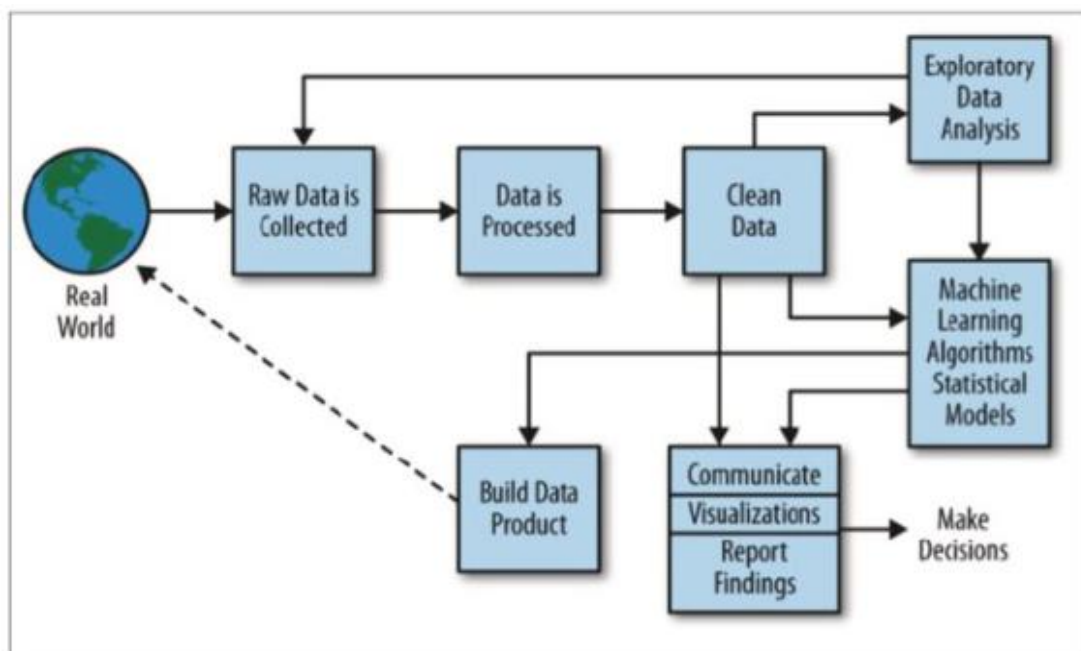 Exploratory
Data
Analysis
Raw Data is
Collected
Data is
Processed
Clean
Data
Real
World
Machine
Learning
Algorithms
Statistical
Models
Build Data
Product
Communicate
Visualizations
Report
Findings
Make
Decisions